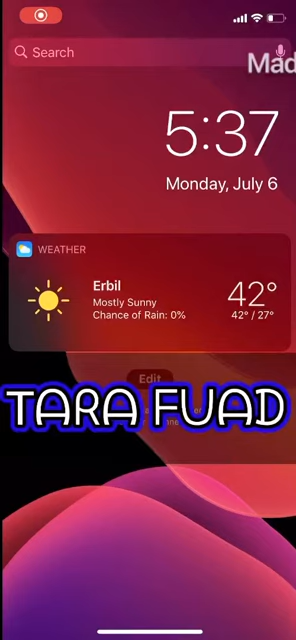 Search
Mad
5:37
Monday, July 6
WEATHER
Erbil
Mostly Sunny
Chance of Rain: 0%
42°
42° / 27°
Edit
TARA FUAD